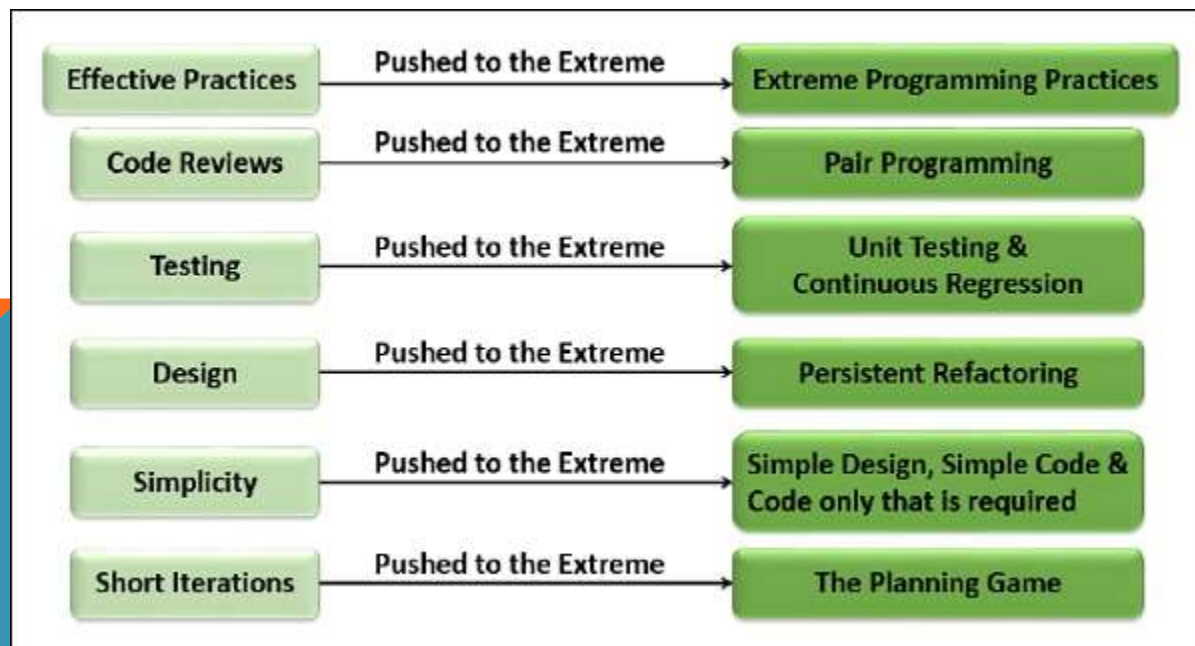 Effective Practices
Pushed to the Extreme
Extreme Programming Practices
Code Reviews
Pushed to the Extreme
Pair Programming
Testing
Pushed to the Extreme
Unit Testing &
Continuous Regression
Design
Pushed to the Extreme
Persistent Refactoring
Simplicity
Pushed to the Extreme
Simple Design, Simple Code &
Code only that is required
Short Iterations
Pushed to the Extreme
The Planning Game